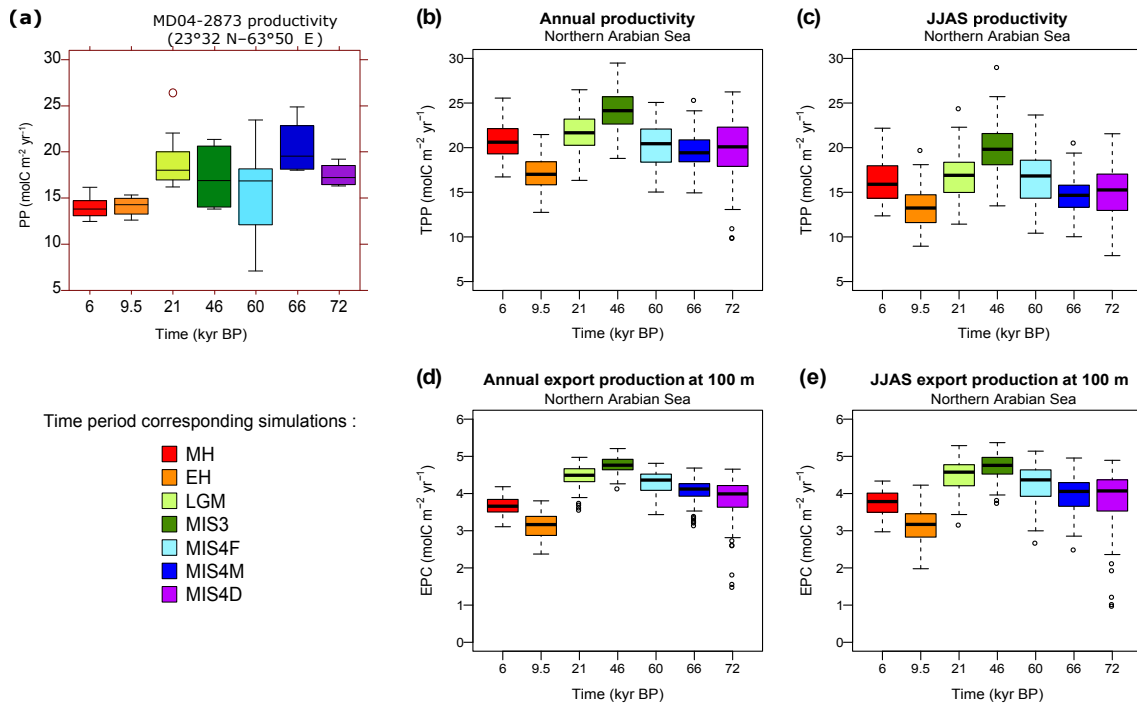 (a)
MD04-2873 productivity
(23°32 N–63°50 E)
PP (molC m⁻² yr⁻¹)
30
25
20
15
10
5
6 9.5 21 46 60 66 72
Time (kyr BP)
(b)
Annual productivity
Northern Arabian Sea
TPP (molC m⁻² yr⁻¹)
30
25
20
15
10
5
6 9.5 21 46 60 66 72
Time (kyr BP)
(c)
JJAS productivity
Northern Arabian Sea
TPP (molC m⁻² yr⁻¹)
30
25
20
15
10
5
6 9.5 21 46 60 66 72
Time (kyr BP)
Time period corresponding simulations :
MH
EH
LGM
MIS3
MIS4F
MIS4M
MIS4D
(d)
Annual export production at 100 m
Northern Arabian Sea
EPC (molC m⁻² yr⁻¹)
6
5
4
3
2
1
0
6 9.5 21 46 60 66 72
Time (kyr BP)
(e)
JJAS export production at 100 m
Northern Arabian Sea
EPC (molC m⁻² yr⁻¹)
6
5
4
3
2
1
0
6 9.5 21 46 60 66 72
Time (kyr BP)